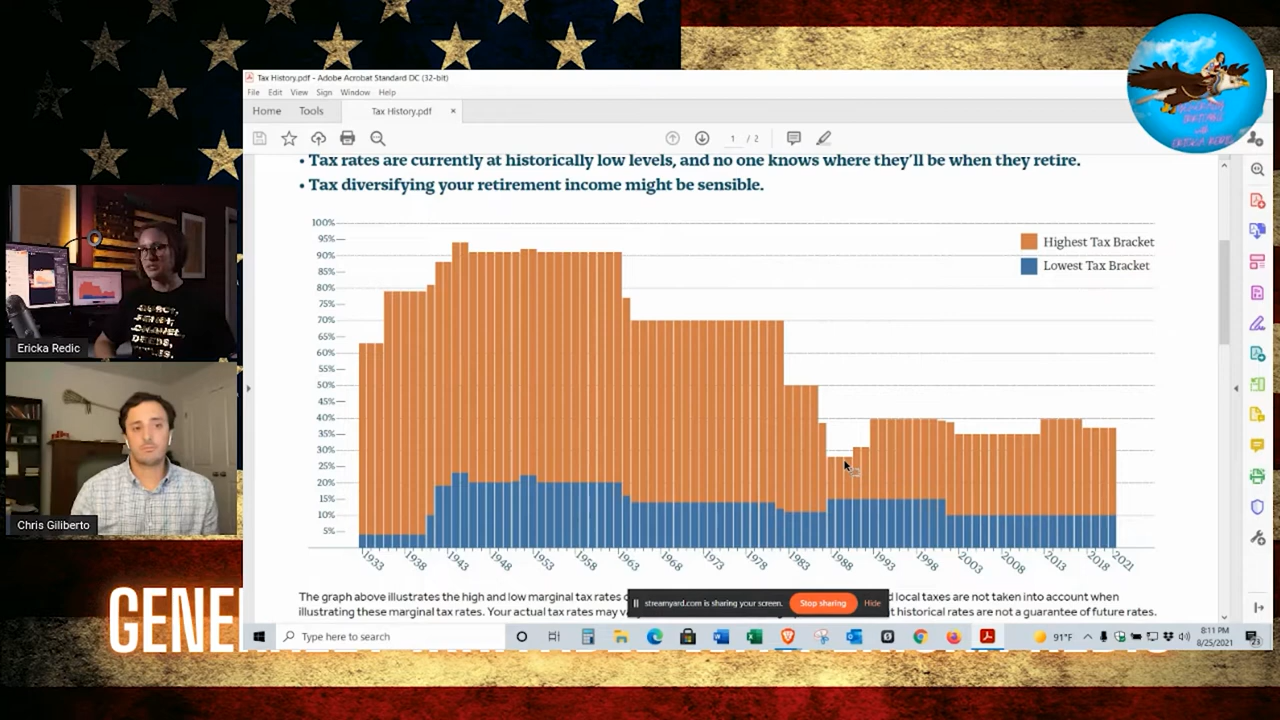 Tax History.pdf - Adobe Acrobat Standard DC (32-bit)
File Edit View Sign Window Help
Home Tools Tax History.pdf ×
1 / 2
• Tax rates are currently at historically low levels, and no one knows where they'll be when they retire.
• Tax diversifying your retirement income might be sensible.
100%
95%
90%
85%
80%
75%
70%
65%
60%
55%
50%
45%
40%
35%
30%
25%
20%
15%
10%
5%
Highest Tax Bracket
Lowest Tax Bracket
1933 1938 1943 1948 1953 1958 1963 1968 1973 1978 1983 1988 1993 1998 2003 2008 2013 2018 2021
The graph above illustrates the high and low marginal tax rates d local taxes are not taken into account when
illustrating these marginal tax rates. Your actual tax rates may t historical rates are not a guarantee of future rates.
streamyard.com is sharing your screen. Stop sharing Hide
Type here to search
91°F
8:11 PM
8/25/2021
Ericka Redic
Chris Giliberto
GENE